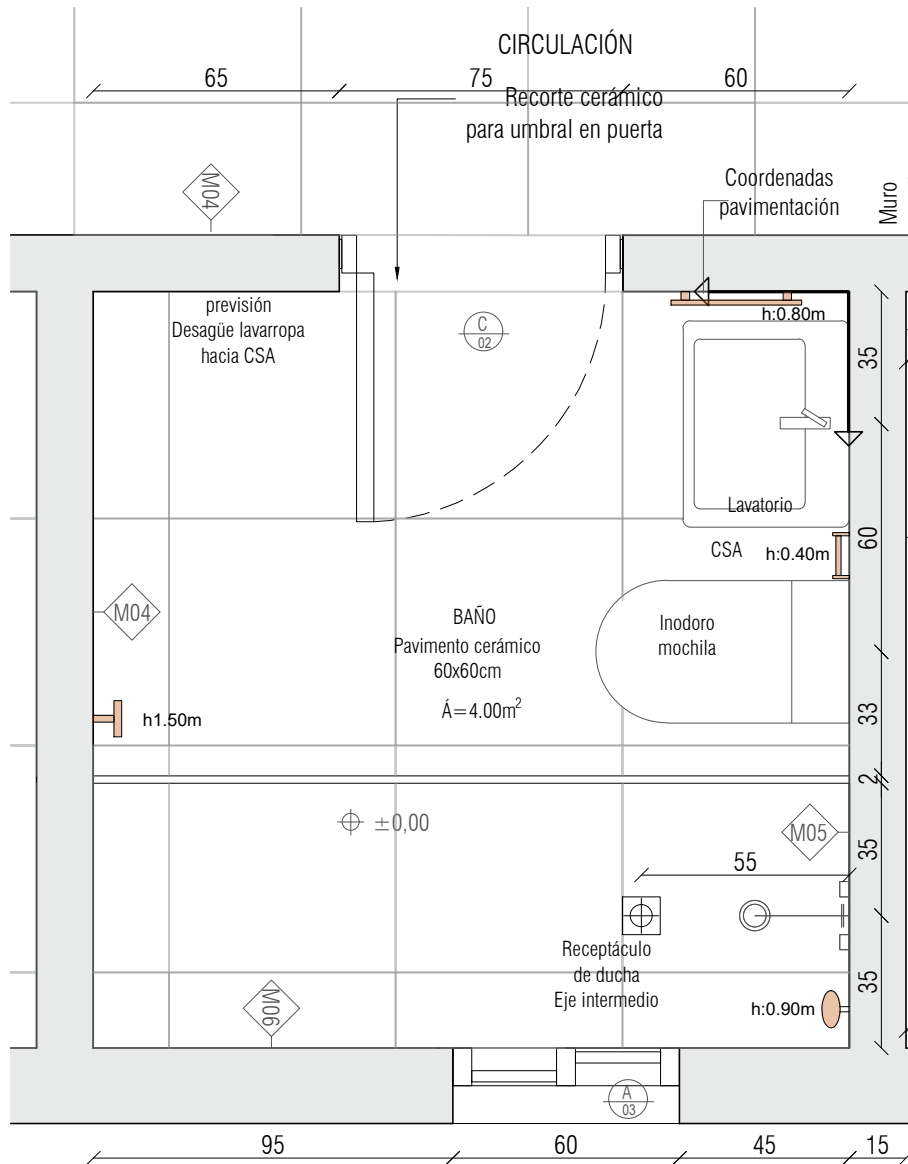 CIRCULACIÓN
65
75
60
Recorte cerámico
para umbral en puerta
M04
Coordenadas
pavimentación
Muro
previsión
Desagüe lavarropa
hacia CSA
C
02
h:0.80m
35
Lavatorio
60
CSA
h:0.40m
M04
BAÑO
Pavimento cerámico
60x60cm
Á=4.00m²
Inodoro
mochila
h1.50m
33
2
±0,00
M05
35
55
Receptáculo
de ducha
Eje intermedio
35
M06
h:0.90m
A
03
95
60
45
15